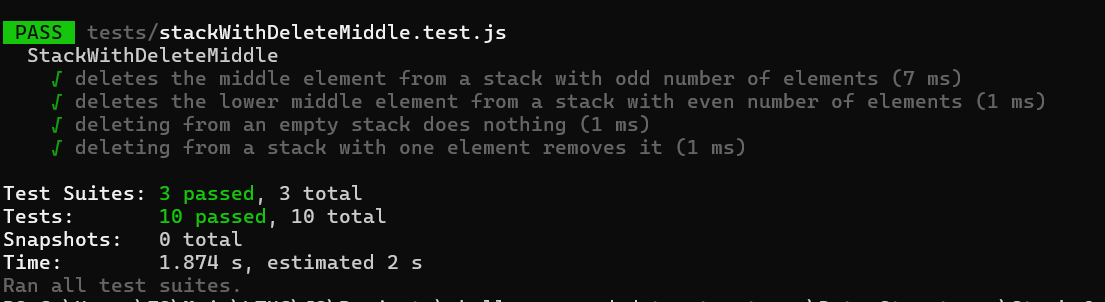 PASS tests/stackWithDeleteMiddle.test.js
StackWithDeleteMiddle
√ deletes the middle element from a stack with odd number of elements (7 ms)
√ deletes the lower middle element from a stack with even number of elements (1 ms)
√ deleting from an empty stack does nothing (1 ms)
√ deleting from a stack with one element removes it (1 ms)
Test Suites: 3 passed, 3 total
Tests: 10 passed, 10 total
Snapshots: 0 total
Time: 1.874 s, estimated 2 s
Ran all test suites.